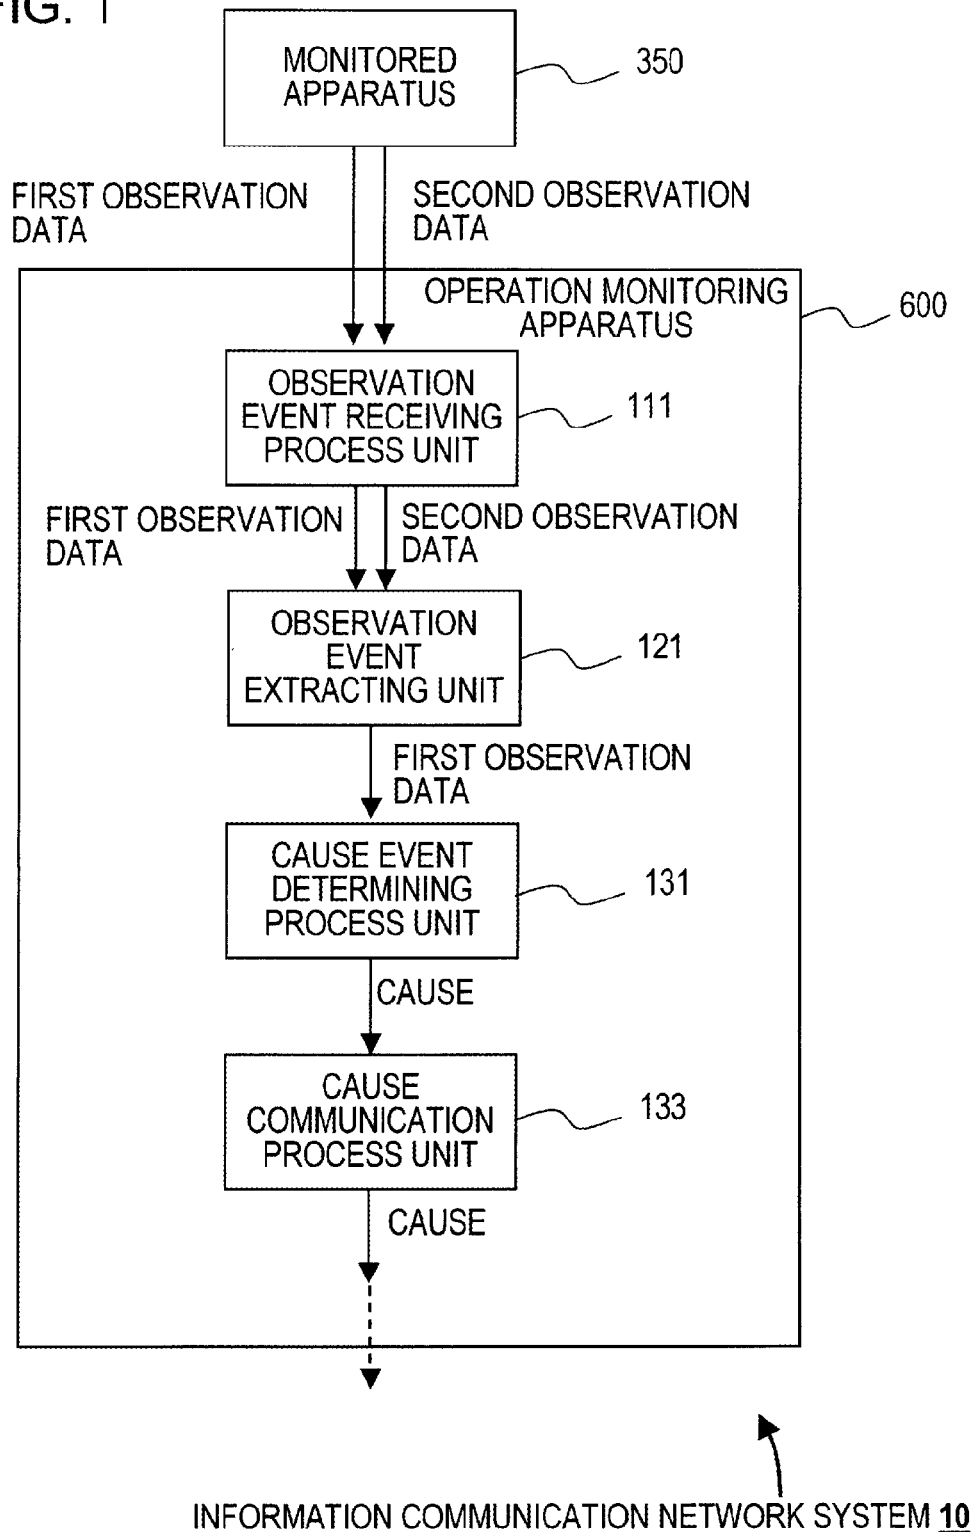 FIG. 1
MONITORED
APPARATUS
350
FIRST OBSERVATION
DATA
SECOND OBSERVATION
DATA
OPERATION MONITORING
APPARATUS
600
OBSERVATION
EVENT RECEIVING
PROCESS UNIT
111
FIRST OBSERVATION
DATA
SECOND OBSERVATION
DATA
OBSERVATION
EVENT
EXTRACTING UNIT
121
FIRST OBSERVATION
DATA
CAUSE EVENT
DETERMINING
PROCESS UNIT
131
CAUSE
CAUSE
COMMUNICATION
PROCESS UNIT
133
CAUSE
INFORMATION COMMUNICATION NETWORK SYSTEM 10